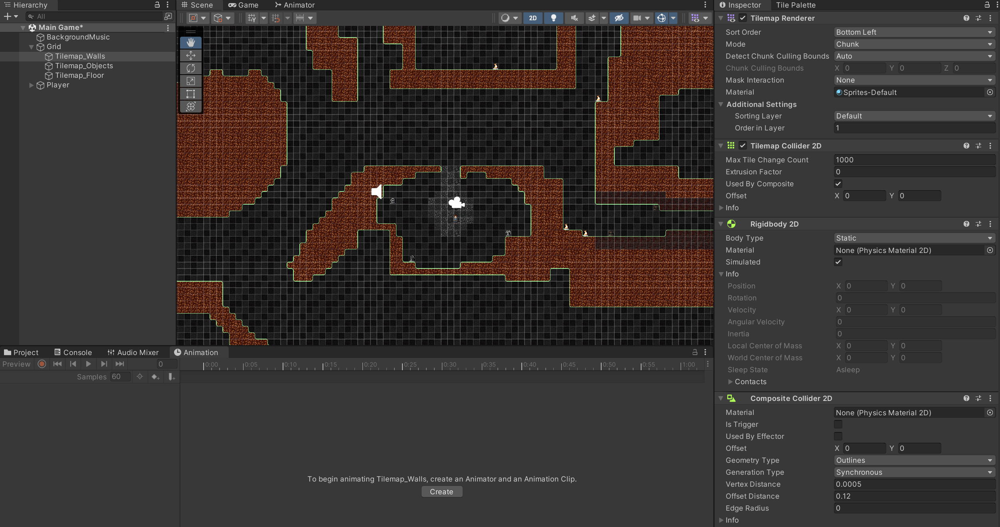 Hierarchy
All
Main Game*
BackgroundMusic
Grid
Tilemap_Walls
Tilemap_Objects
Tilemap_Floor
Player
Scene Game Animator
2D
Project Console Audio Mixer Animation
Preview 0
0:00 0:05 0:10 0:15 0:20 0:25 0:30 0:35 0:40 0:45 0:50 0:55 1:00
Samples 60
To begin animating Tilemap_Walls, create an Animator and an Animation Clip.
Create
Inspector Tile Palette
Tilemap Renderer
Sort Order Bottom Left
Mode Chunk
Detect Chunk Culling Bounds Auto
Chunk Culling Bounds X 0 Y 0 Z 0
Mask Interaction None
Material Sprites-Default
Additional Settings
Sorting Layer Default
Order in Layer 1
Tilemap Collider 2D
Max Tile Change Count 1000
Extrusion Factor 0
Used By Composite
Offset X 0 Y 0
Info
Rigidbody 2D
Body Type Static
Material None (Physics Material 2D)
Simulated
Info
Position X 0 Y 0
Rotation 0
Velocity X 0 Y 0
Angular Velocity 0
Inertia 0
Local Center of Mass X 0 Y 0
World Center of Mass X 0 Y 0
Sleep State Asleep
Contacts
Composite Collider 2D
Material None (Physics Material 2D)
Is Trigger
Used By Effector
Offset X 0 Y 0
Geometry Type Outlines
Generation Type Synchronous
Vertex Distance 0.0005
Offset Distance 0.12
Edge Radius 0
Info